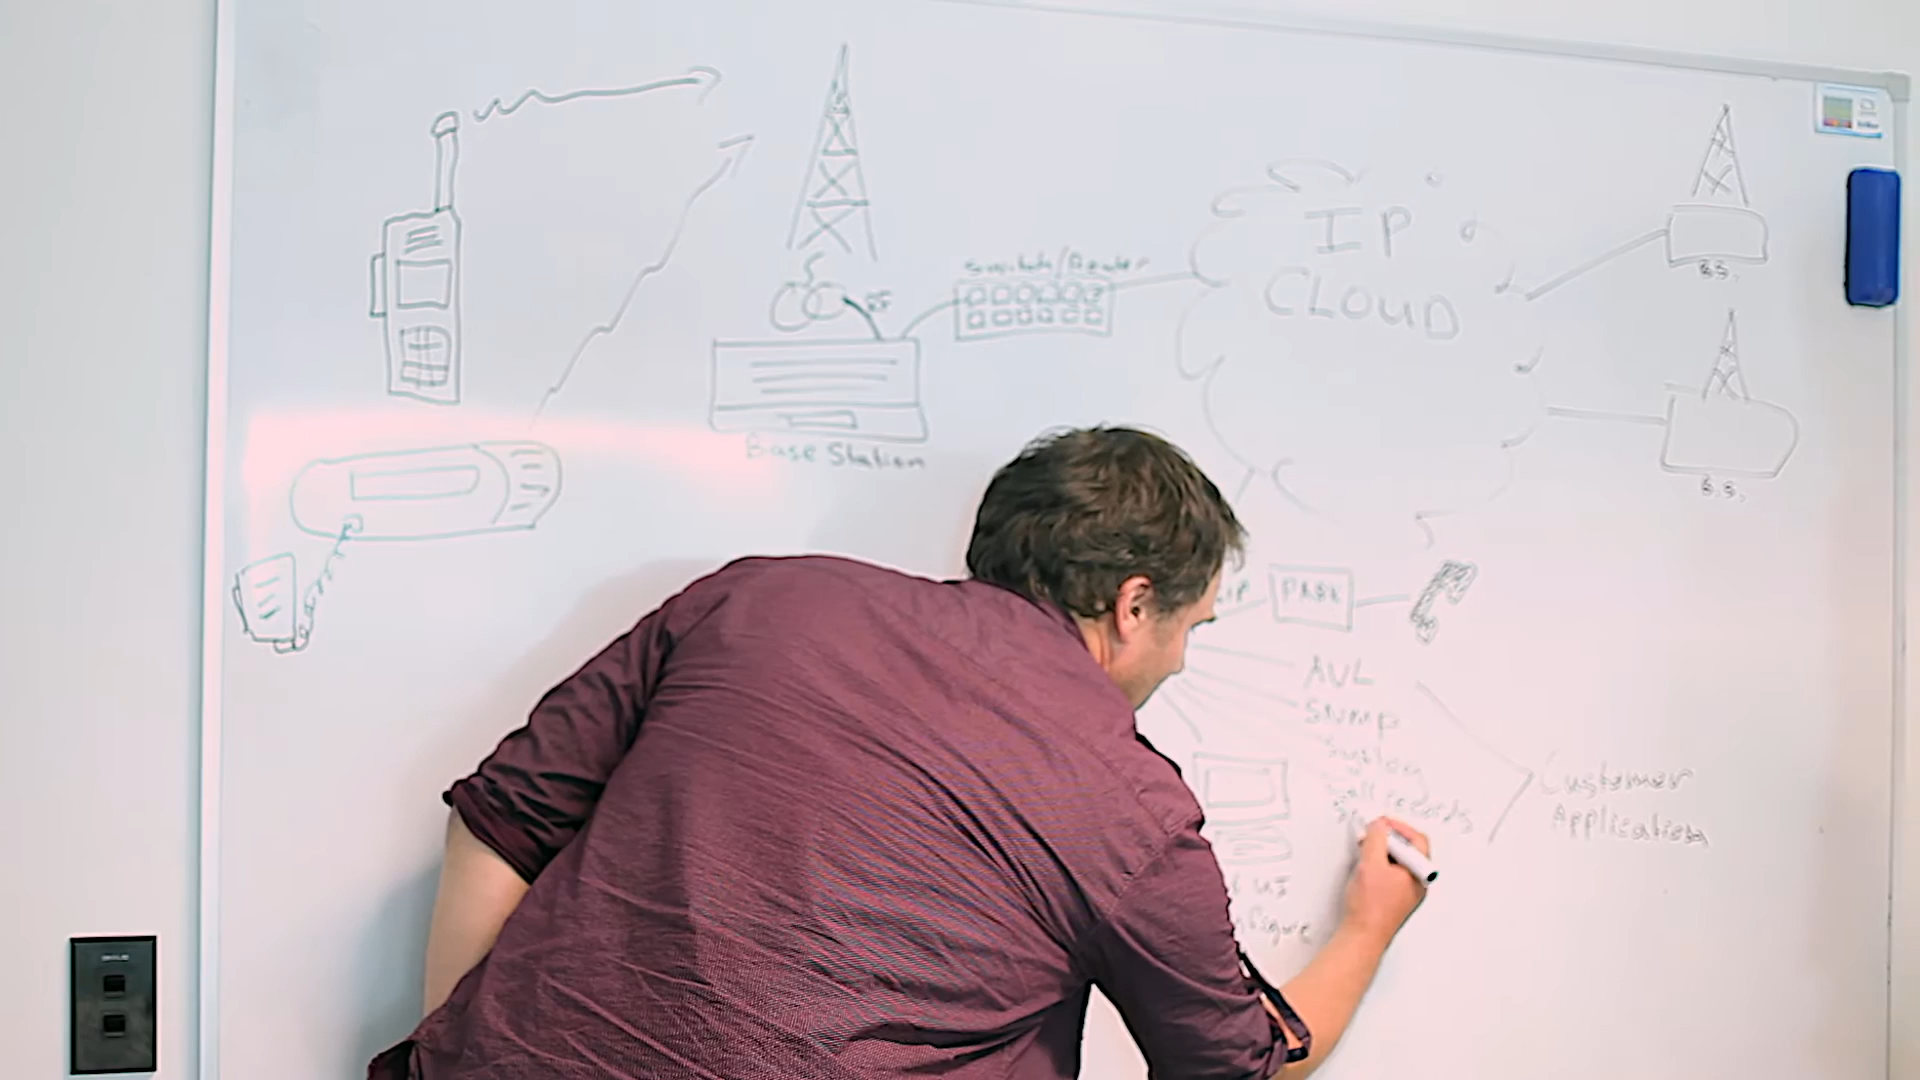 IP
CLOUD
Switch/Router
RF
B.S.
Base Station
B.S.
PABX
AVL
SNMP
Syslog
Call records
Customer
Application